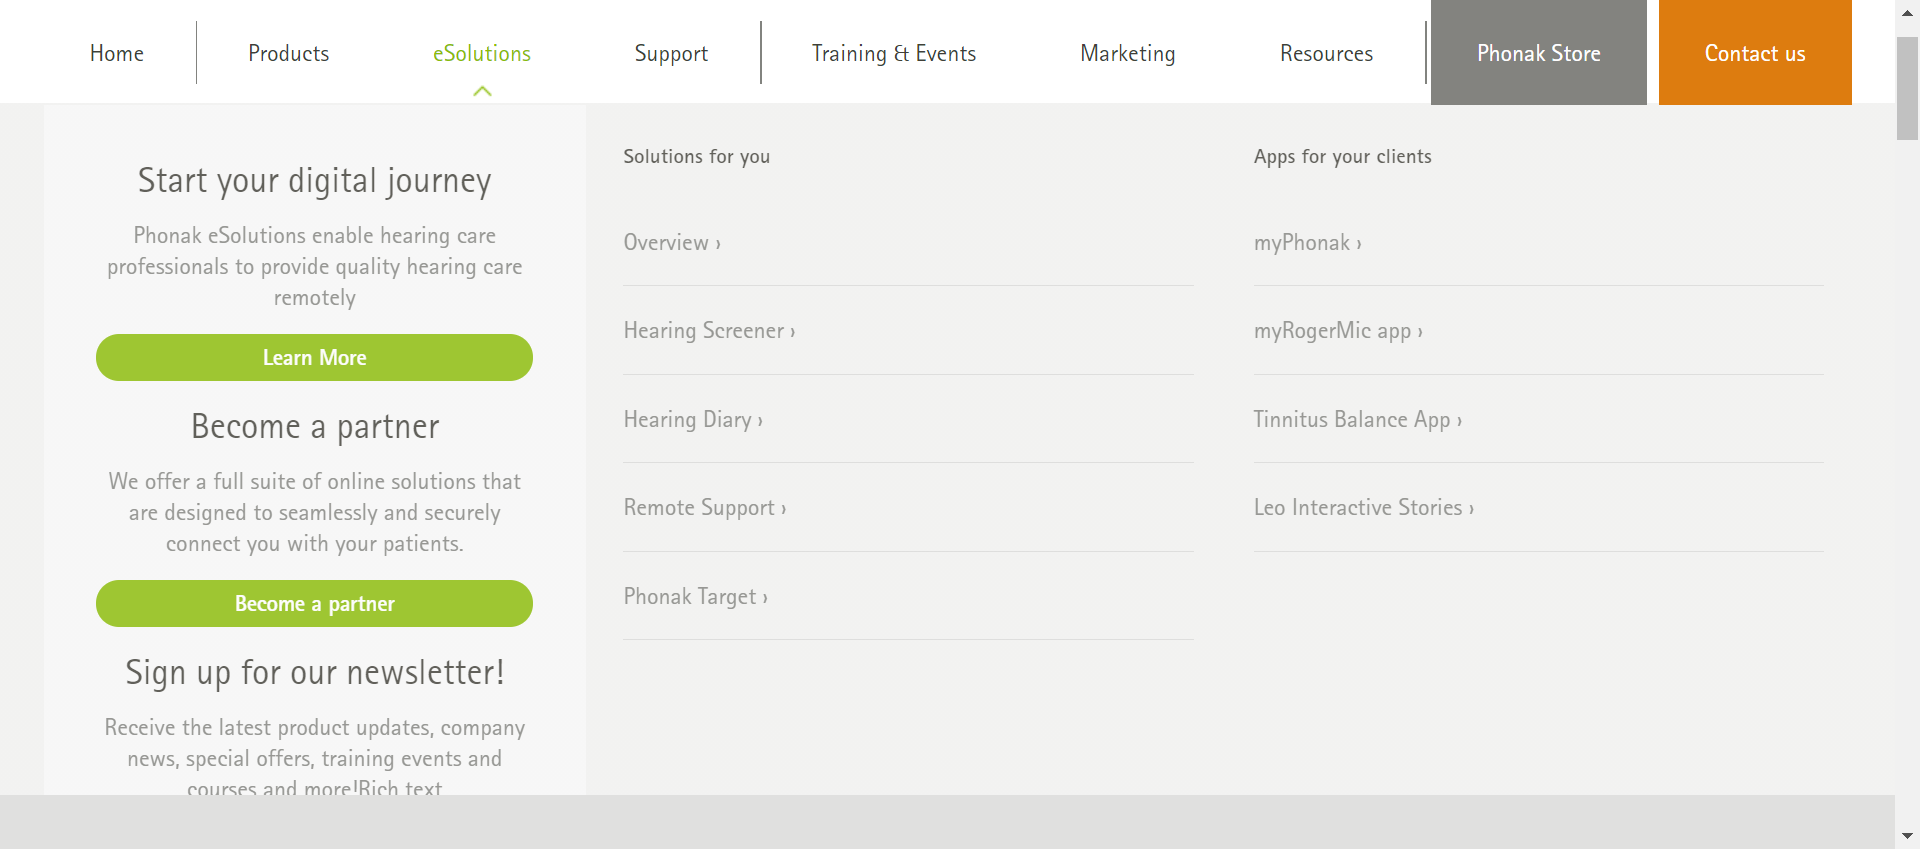 Home
Products
eSolutions
Support
Training & Events
Marketing
Resources
Phonak Store
Contact us
Start your digital journey
Phonak eSolutions enable hearing care
professionals to provide quality hearing care
remotely
Learn More
Become a partner
We offer a full suite of online solutions that
are designed to seamlessly and securely
connect you with your patients.
Become a partner
Sign up for our newsletter!
Receive the latest product updates, company
news, special offers, training events and
courses and more!Rich text
Solutions for you
Overview ›
Hearing Screener ›
Hearing Diary ›
Remote Support ›
Phonak Target ›
Apps for your clients
myPhonak ›
myRogerMic app ›
Tinnitus Balance App ›
Leo Interactive Stories ›